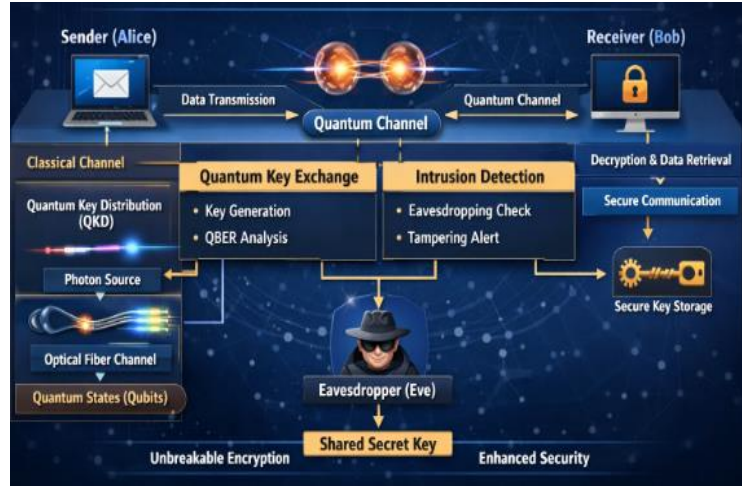 Sender (Alice)
Receiver (Bob)
Data Transmission
Quantum Channel
Quantum Channel
Classical Channel
Decryption & Data Retrieval
Quantum Key Exchange
• Key Generation
• QBER Analysis
Intrusion Detection
• Eavesdropping Check
• Tampering Alert
Secure Communication
Quantum Key Distribution
(QKD)
Photon Source
Secure Key Storage
Optical Fiber Channel
Quantum States (Qubits)
Eavesdropper (Eve)
Shared Secret Key
Unbreakable Encryption
Enhanced Security